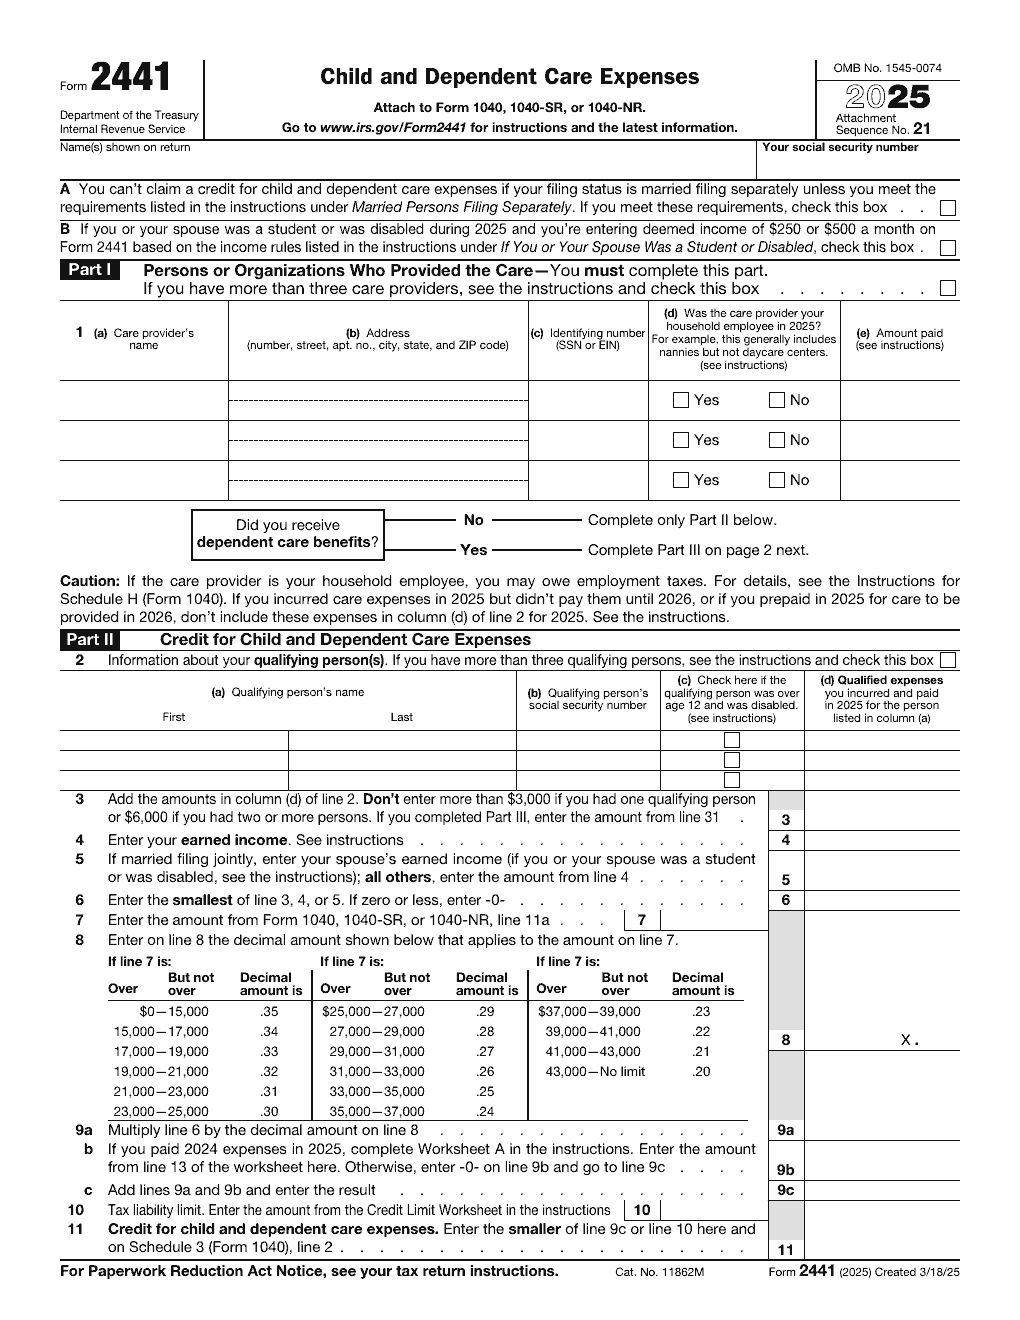 Form 2441
Department of the Treasury
Internal Revenue Service
Child and Dependent Care Expenses
Attach to Form 1040, 1040-SR, or 1040-NR.
Go to www.irs.gov/Form2441 for instructions and the latest information.
OMB No. 1545-0074
2025
Attachment
Sequence No. 21
Name(s) shown on return
Your social security number
A You can’t claim a credit for child and dependent care expenses if your filing status is married filing separately unless you meet the
requirements listed in the instructions under Married Persons Filing Separately. If you meet these requirements, check this box . .
B If you or your spouse was a student or was disabled during 2025 and you’re entering deemed income of $250 or $500 a month on
Form 2441 based on the income rules listed in the instructions under If You or Your Spouse Was a Student or Disabled, check this box .
Part I Persons or Organizations Who Provided the Care—You must complete this part.
If you have more than three care providers, see the instructions and check this box . . . . . . . .
1 (a) Care provider’s
name
(b) Address
(number, street, apt. no., city, state, and ZIP code)
(c) Identifying number
(SSN or EIN)
(d) Was the care provider your
household employee in 2025?
For example, this generally includes
nannies but not daycare centers.
(see instructions)
(e) Amount paid
(see instructions)
Yes No
Yes No
Yes No
Did you receive
dependent care benefits?
No Complete only Part II below.
Yes Complete Part III on page 2 next.
Caution: If the care provider is your household employee, you may owe employment taxes. For details, see the Instructions for
Schedule H (Form 1040). If you incurred care expenses in 2025 but didn’t pay them until 2026, or if you prepaid in 2025 for care to be
provided in 2026, don’t include these expenses in column (d) of line 2 for 2025. See the instructions.
Part II Credit for Child and Dependent Care Expenses
2 Information about your qualifying person(s). If you have more than three qualifying persons, see the instructions and check this box
(a) Qualifying person’s name
First Last
(b) Qualifying person’s
social security number
(c) Check here if the
qualifying person was over
age 12 and was disabled.
(see instructions)
(d) Qualified expenses
you incurred and paid
in 2025 for the person
listed in column (a)
3 Add the amounts in column (d) of line 2. Don’t enter more than $3,000 if you had one qualifying person
or $6,000 if you had two or more persons. If you completed Part III, enter the amount from line 31 . 3
4 Enter your earned income. See instructions . . . . . . . . . . . . . . . . 4
5 If married filing jointly, enter your spouse’s earned income (if you or your spouse was a student
or was disabled, see the instructions); all others, enter the amount from line 4 . . . . . . 5
6 Enter the smallest of line 3, 4, or 5. If zero or less, enter -0- . . . . . . . . . . . 6
7 Enter the amount from Form 1040, 1040-SR, or 1040-NR, line 11a . . . 7
8 Enter on line 8 the decimal amount shown below that applies to the amount on line 7.
If line 7 is: If line 7 is: If line 7 is:
Over But not over Decimal amount is Over But not over Decimal amount is Over But not over Decimal amount is
$0—15,000 .35 $25,000—27,000 .29 $37,000—39,000 .23
15,000—17,000 .34 27,000—29,000 .28 39,000—41,000 .22
17,000—19,000 .33 29,000—31,000 .27 41,000—43,000 .21
19,000—21,000 .32 31,000—33,000 .26 43,000—No limit .20
21,000—23,000 .31 33,000—35,000 .25
23,000—25,000 .30 35,000—37,000 .24
8 X .
9a Multiply line 6 by the decimal amount on line 8 . . . . . . . . . . . . . . . 9a
b If you paid 2024 expenses in 2025, complete Worksheet A in the instructions. Enter the amount
from line 13 of the worksheet here. Otherwise, enter -0- on line 9b and go to line 9c . . . . 9b
c Add lines 9a and 9b and enter the result . . . . . . . . . . . . . . . . . 9c
10 Tax liability limit. Enter the amount from the Credit Limit Worksheet in the instructions 10
11 Credit for child and dependent care expenses. Enter the smaller of line 9c or line 10 here and
on Schedule 3 (Form 1040), line 2 . . . . . . . . . . . . . . . . . . . . 11
For Paperwork Reduction Act Notice, see your tax return instructions. Cat. No. 11862M Form 2441 (2025) Created 3/18/25